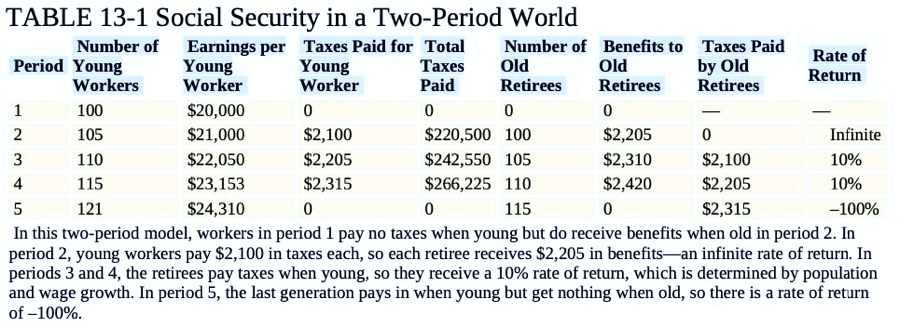 TABLE 13-1 Social Security in a Two-Period World
Number of Earnings per Taxes Paid for Total Number of Benefits to Taxes Paid Rate of
Period Young Young Young Taxes Old Old by Old Return
Workers Worker Worker Paid Retirees Retirees Retirees
1 100 $20,000 0 0 0 0 — —
2 105 $21,000 $2,100 $220,500 100 $2,205 0 Infinite
3 110 $22,050 $2,205 $242,550 105 $2,310 $2,100 10%
4 115 $23,153 $2,315 $266,225 110 $2,420 $2,205 10%
5 121 $24,310 0 0 115 0 $2,315 –100%
In this two-period model, workers in period 1 pay no taxes when young but do receive benefits when old in period 2. In
period 2, young workers pay $2,100 in taxes each, so each retiree receives $2,205 in benefits—an infinite rate of return. In
periods 3 and 4, the retirees pay taxes when young, so they receive a 10% rate of return, which is determined by population
and wage growth. In period 5, the last generation pays in when young but get nothing when old, so there is a rate of return
of –100%.